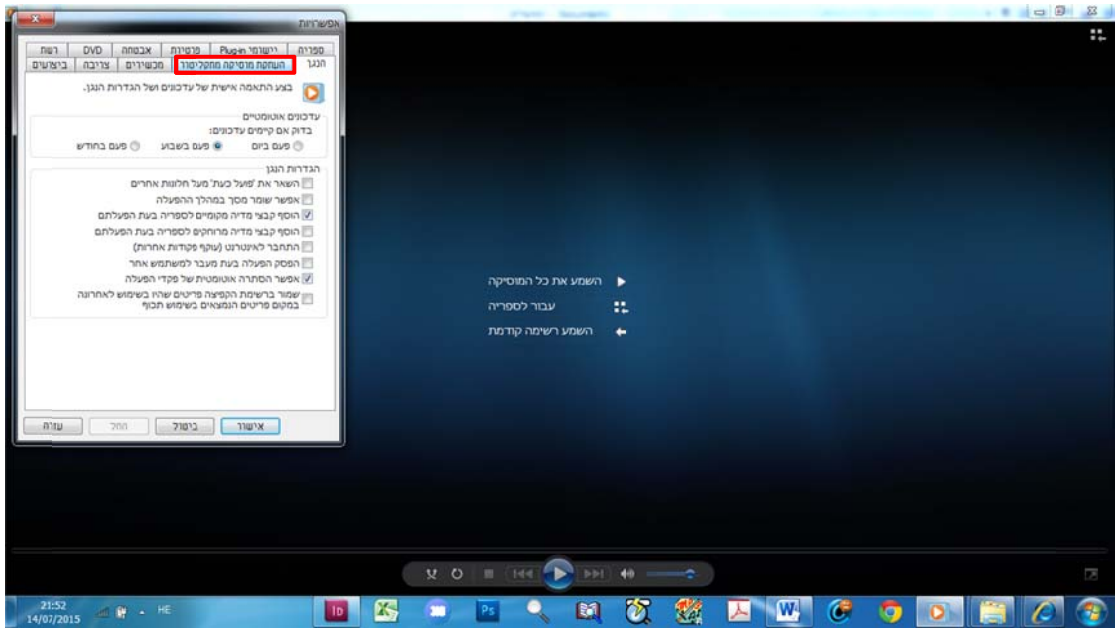 אפשרויות
ספריה
יישומי Plug-in
פרטיות
אבטחה
DVD
רשת
הנגן
העתקת מוסיקה מתקליטור
מכשירים
צריבה
ביצועים
בצע התאמה אישית של עדכונים ושל הגדרות הנגן.
עדכונים אוטומטיים
בדוק אם קיימים עדכונים:
פעם ביום
פעם בשבוע
פעם בחודש
הגדרות הנגן
השאר את 'פועל כעת' מעל חלונות אחרים
אפשר שומר מסך במהלך ההפעלה
הוסף קבצי מדיה מקומיים לספריה בעת הפעלתם
הוסף קבצי מדיה מרוחקים לספריה בעת הפעלתם
התחבר לאינטרנט (עוקף פקודות אחרות)
הפסק הפעלה בעת מעבר למשתמש אחר
אפשר הסתרה אוטומטית של פקדי הפעלה
שמור ברשימת הקפיצה פריטים שהיו בשימוש לאחרונה
במקום פריטים הנמצאים בשימוש תכוף
אישור
ביטול
החל
עזרה
השמע את כל המוסיקה
עבור לספריה
השמע רשימה קודמת
HE
21:52
14/07/2015
Id
Ps
W